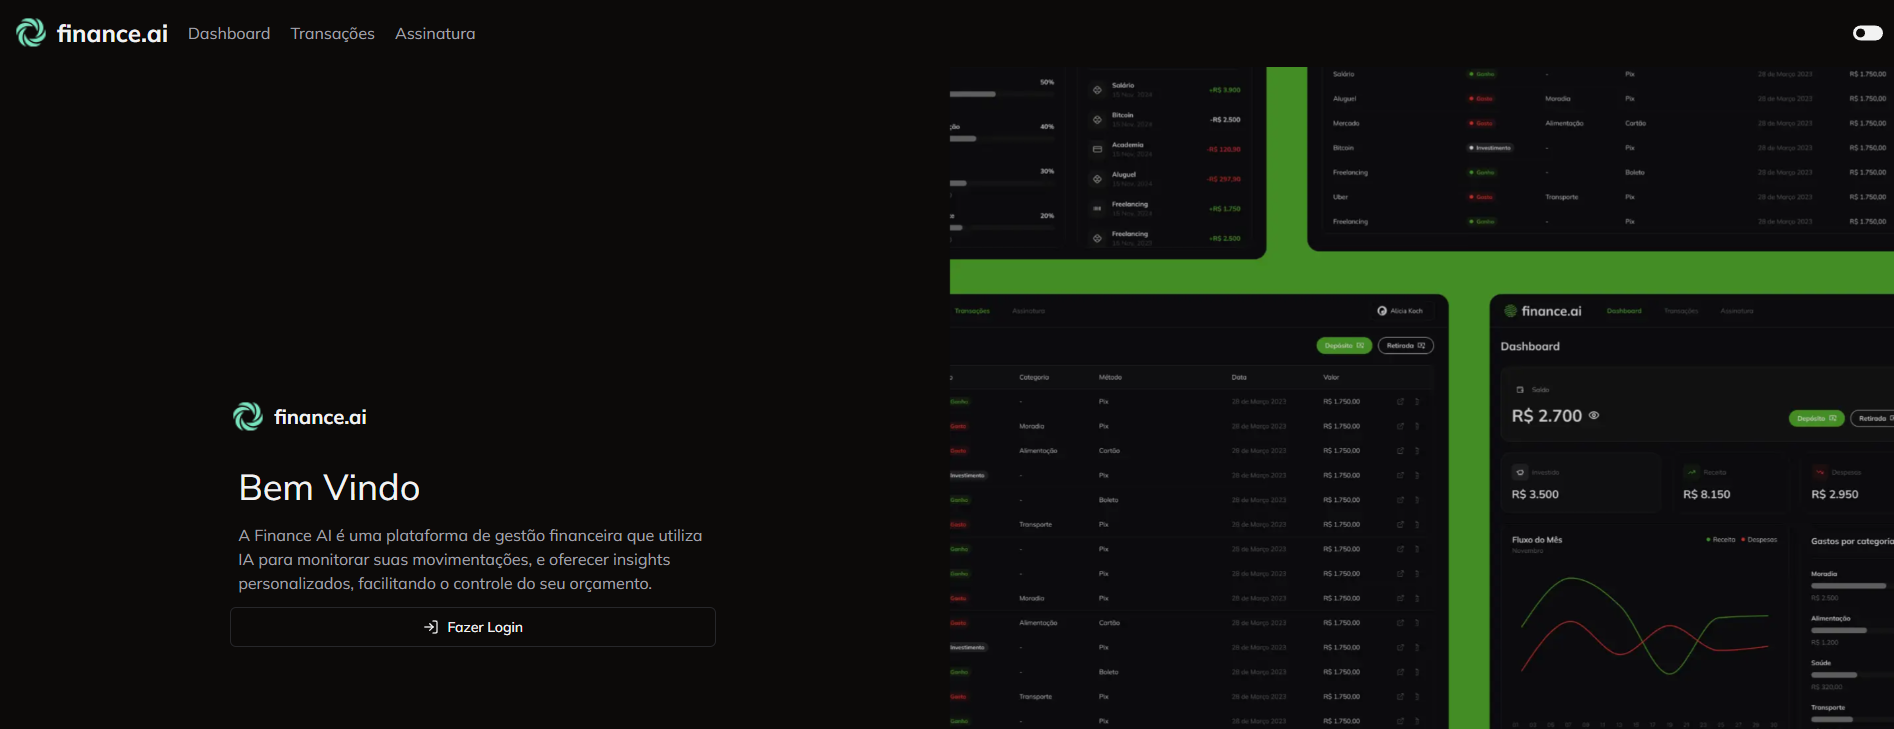 finance.ai Dashboard Transações Assinatura
finance.ai
Bem Vindo
A Finance AI é uma plataforma de gestão financeira que utiliza
IA para monitorar suas movimentações, e oferecer insights
personalizados, facilitando o controle do seu orçamento.
Fazer Login
50%
40%
30%
20%
Salário
+R$ 3.900
Bitcoin
-R$ 2.500
Academia
-R$ 120,90
Aluguel
-R$ 297,90
Freelancing
+R$ 1.750
Freelancing
+R$ 2.500
Salário Ganho - Pix 28 de Março 2023 R$ 1.750,00
Aluguel Gasto Moradia Pix 28 de Março 2023 R$ 1.750,00
Mercado Gasto Alimentação Cartão 28 de Março 2023 R$ 1.750,00
Bitcoin Investimento - Pix 28 de Março 2023 R$ 1.750,00
Freelancing Ganho - Boleto 28 de Março 2023 R$ 1.750,00
Uber Gasto Transporte Pix 28 de Março 2023 R$ 1.750,00
Freelancing Ganho - Pix 28 de Março 2023 R$ 1.750,00
Transações Assinatura Alicia Koch
Depósito Retirada
Categoria Método Data Valor
Ganho - Pix 28 de Março 2023 R$ 1.750,00
Gasto Moradia Pix 28 de Março 2023 R$ 1.750,00
Gasto Alimentação Cartão 28 de Março 2023 R$ 1.750,00
Investimento - Pix 28 de Março 2023 R$ 1.750,00
Ganho - Boleto 28 de Março 2023 R$ 1.750,00
Gasto Transporte Pix 28 de Março 2023 R$ 1.750,00
Ganho - Pix 28 de Março 2023 R$ 1.750,00
Ganho - Pix 28 de Março 2023 R$ 1.750,00
Gasto Moradia Pix 28 de Março 2023 R$ 1.750,00
Gasto Alimentação Cartão 28 de Março 2023 R$ 1.750,00
Investimento - Pix 28 de Março 2023 R$ 1.750,00
Ganho - Boleto 28 de Março 2023 R$ 1.750,00
Gasto Transporte Pix 28 de Março 2023 R$ 1.750,00
Ganho - Pix 28 de Março 2023 R$ 1.750,00
finance.ai Dashboard Transações Assinatura
Dashboard
Saldo
R$ 2.700
Depósito Retirada
Investido
R$ 3.500
Receita
R$ 8.150
Despesas
R$ 2.950
Fluxo do Mês
Novembro
Receita Despesas
Gastos por categoria
Moradia
R$ 2.500
Alimentação
R$ 1.200
Saúde
R$ 320,00
Transporte